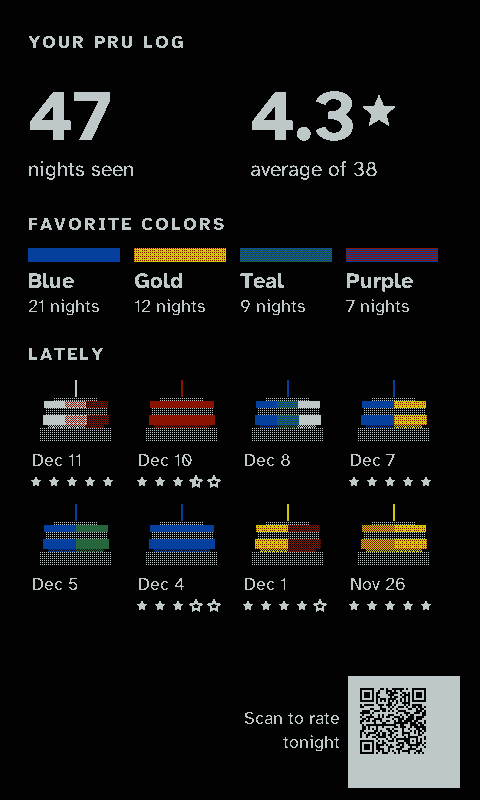 YOUR PRU LOG
47 4.3★
nights seen average of 38
FAVORITE COLORS
Blue Gold Teal Purple
21 nights 12 nights 9 nights 7 nights
LATELY
Dec 11 Dec 10 Dec 8 Dec 7
★★★★★ ★★★☆☆ ★★★★★
Dec 5 Dec 4 Dec 1 Nov 26
★★★☆☆ ★★★★☆ ★★★★★
Scan to rate
tonight